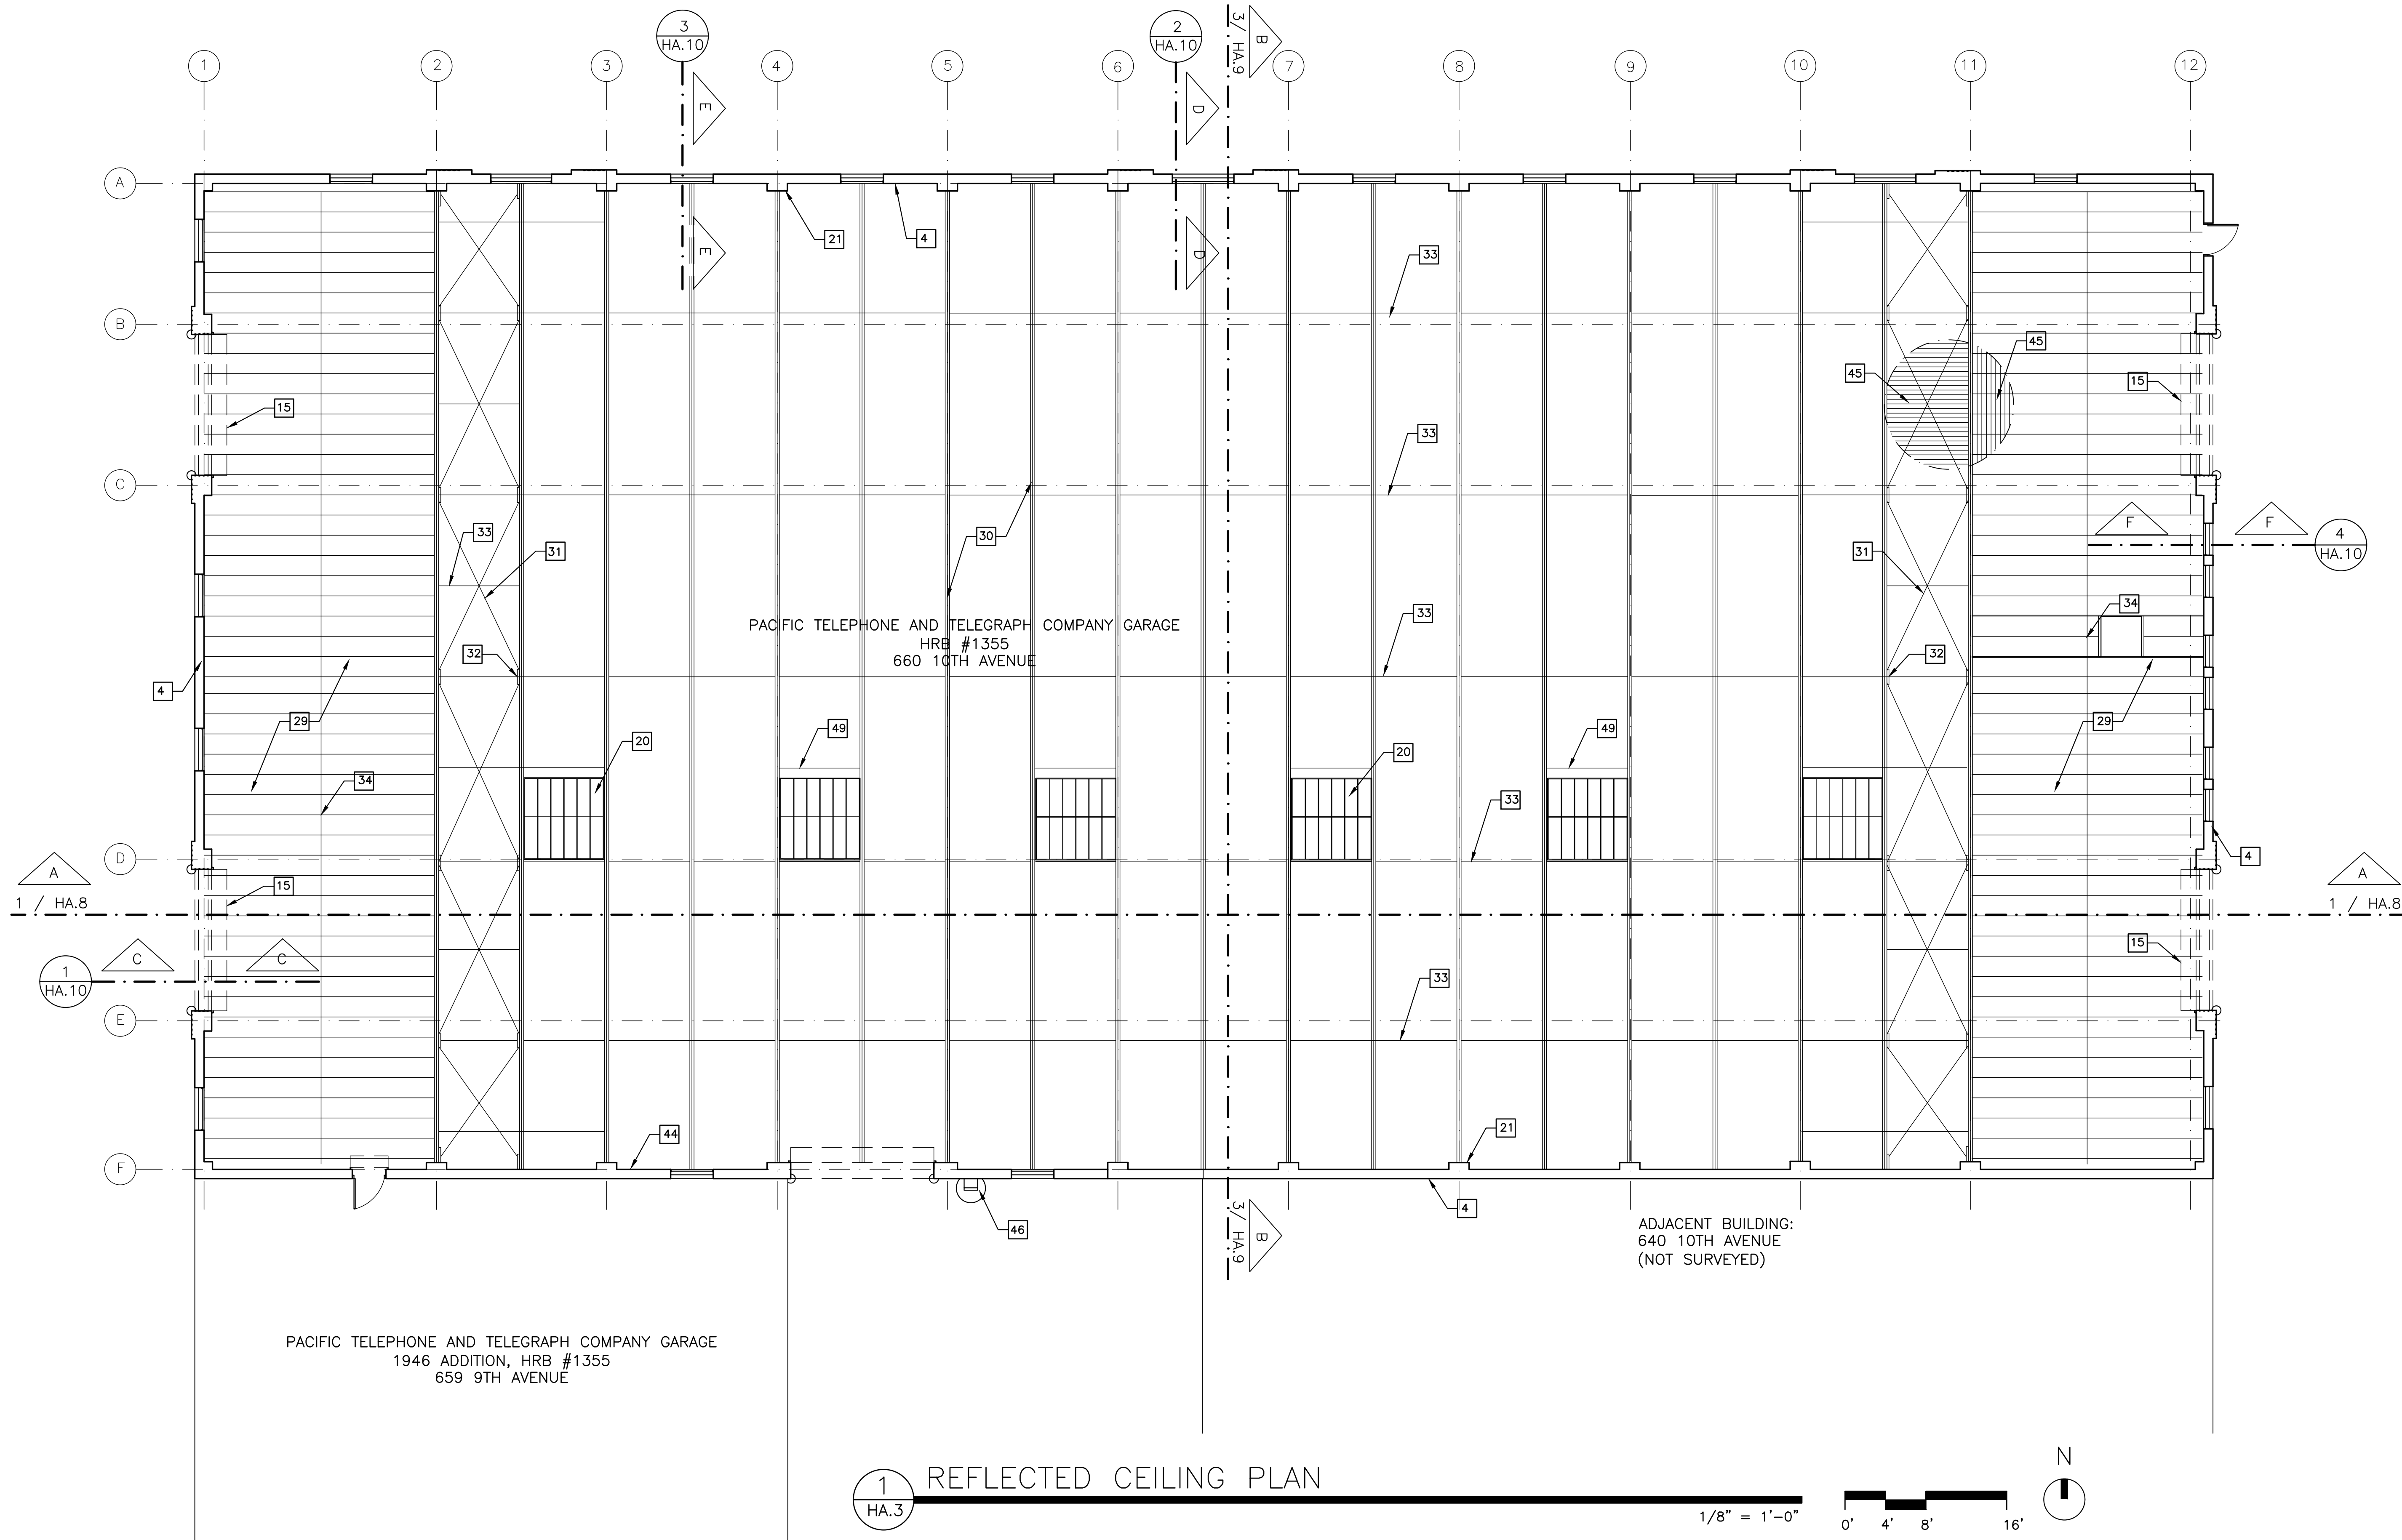 3
HA.10
2
HA.10
3/ HA.9
B
1
2
3
4
5
6
7
8
9
10
11
12
E
D
A
21
4
E
D
33
B
45
45
15
15
33
C
F
F
4
HA.10
33
30
31
31
PACIFIC TELEPHONE AND TELEGRAPH COMPANY GARAGE
HRB #1355
660 10TH AVENUE
33
34
32
32
4
29
29
20
49
20
49
34
33
D
4
A
1 / HA.8
15
A
1 / HA.8
15
C
C
1
HA.10
33
E
44
21
F
46
4
3/ HA.9
B
ADJACENT BUILDING:
640 10TH AVENUE
(NOT SURVEYED)
PACIFIC TELEPHONE AND TELEGRAPH COMPANY GARAGE
1946 ADDITION, HRB #1355
659 9TH AVENUE
1
HA.3
REFLECTED CEILING PLAN
1/8" = 1'-0"
0' 4' 8' 16'
N